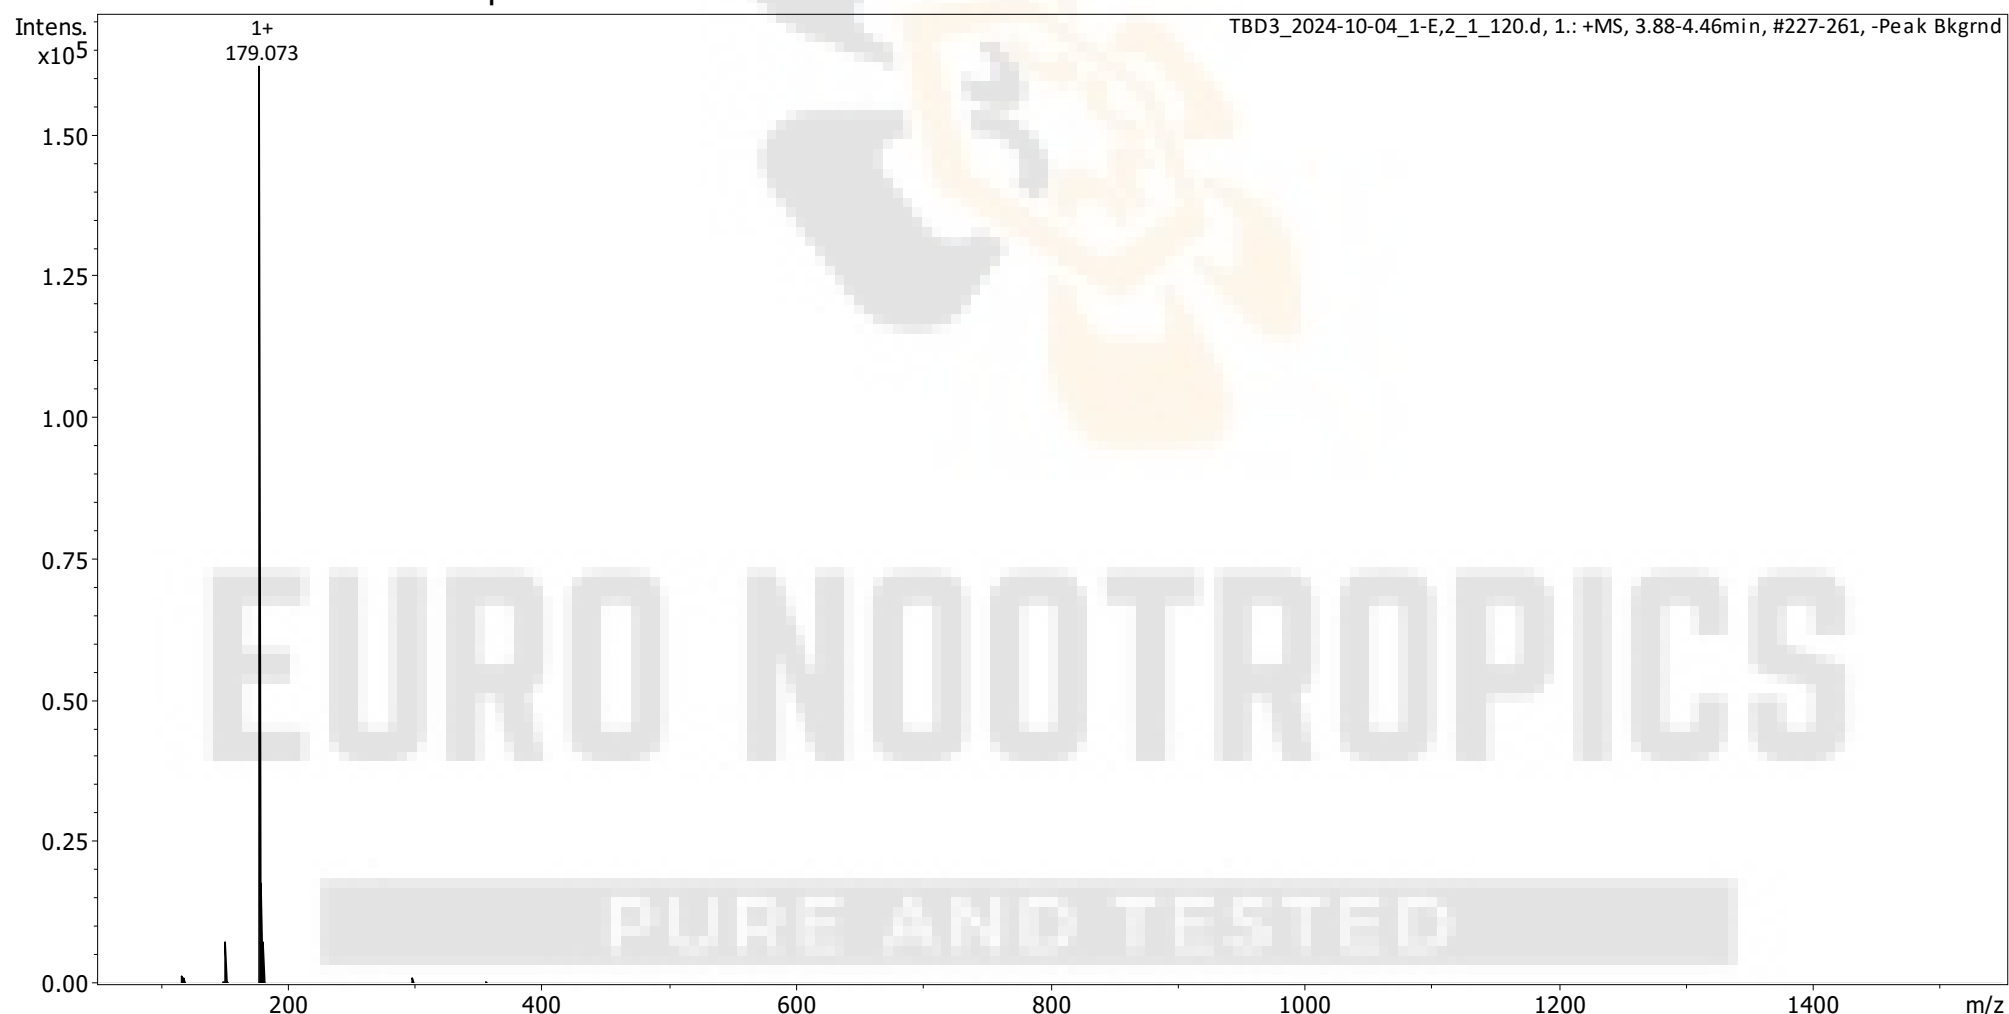 Intens.
x10⁵
1+
179.073
TBD3_2024-10-04_1-E,2_1_120.d, 1.: +MS, 3.88-4.46min, #227-261, -Peak Bkgrnd
1.50
1.25
1.00
0.75
0.50
0.25
0.00
EURO NOOTROPICS
PURE AND TESTED
200 400 600 800 1000 1200 1400 m/z